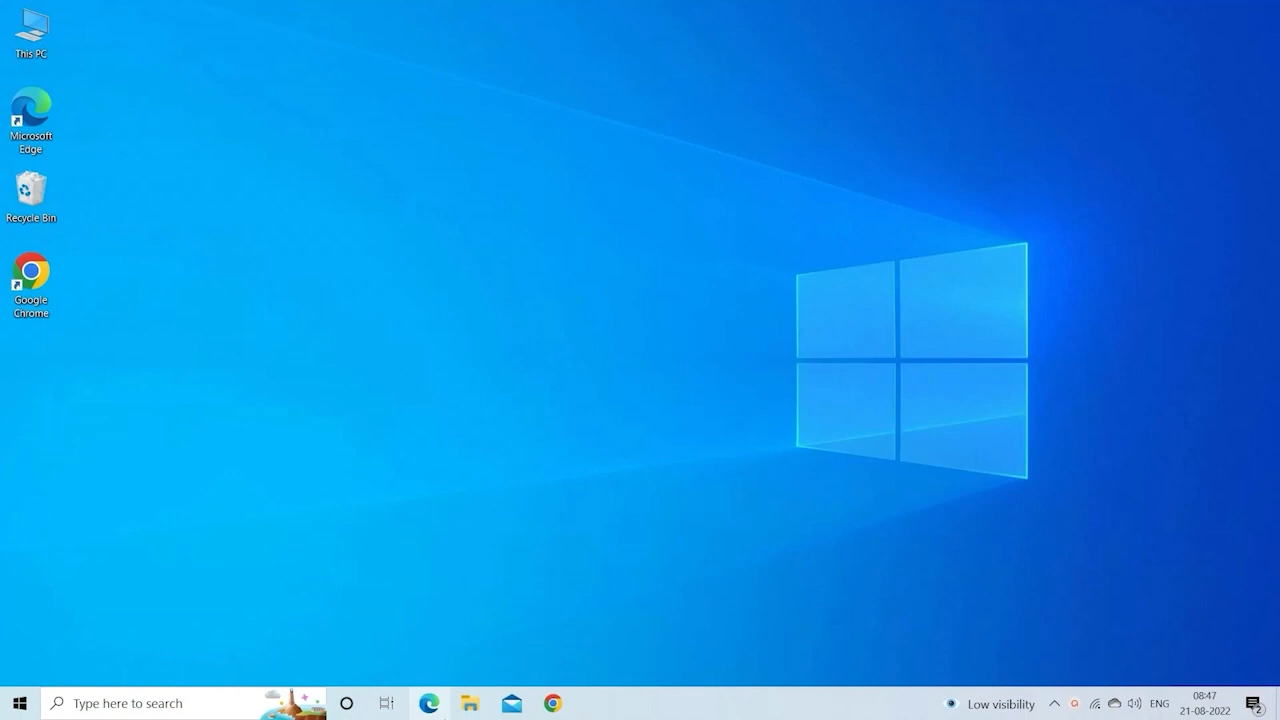 This PC
Microsoft
Edge
Recycle Bin
Google
Chrome
Type here to search
Low visibility
ENG
08:47
21-08-2022
2